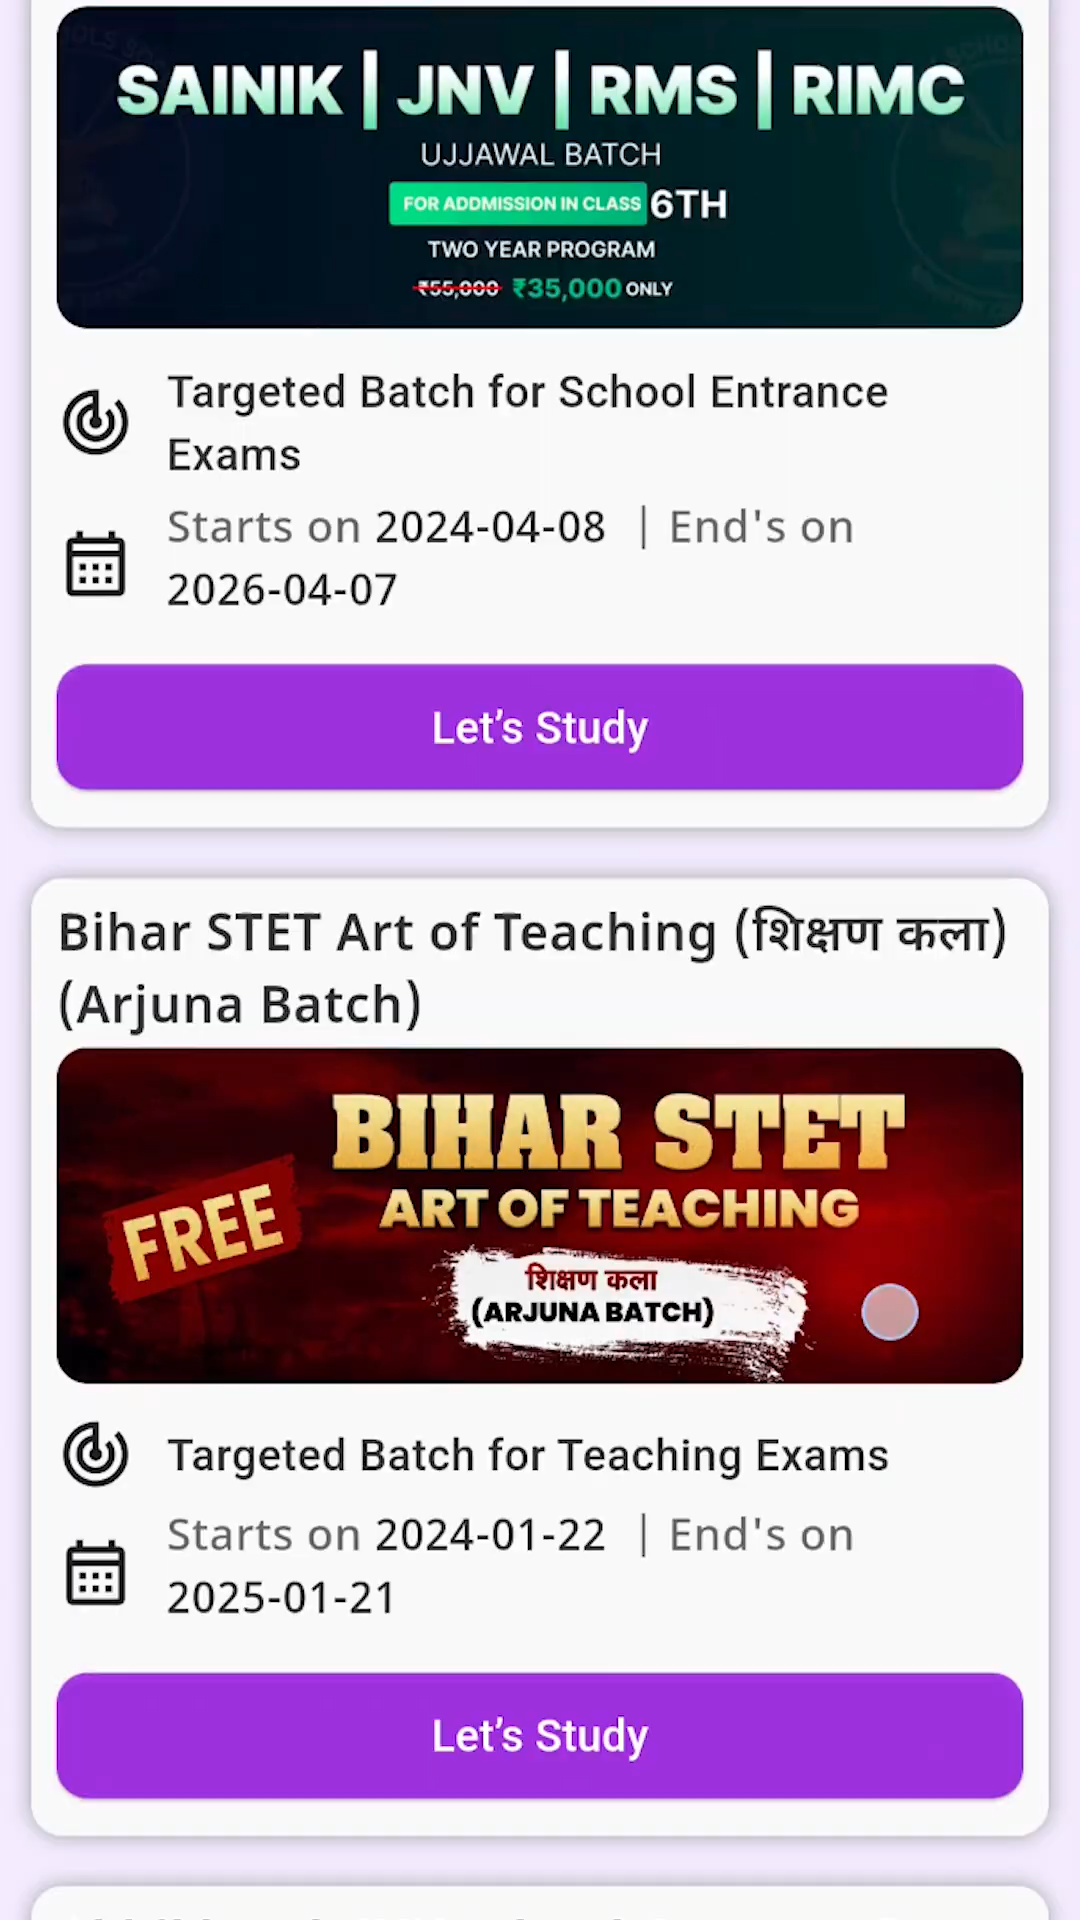 SAINIK | JNV | RMS | RIMC
UJJAWAL BATCH
FOR ADDMISSION IN CLASS 6TH
TWO YEAR PROGRAM
₹55,000 ₹35,000 ONLY
Targeted Batch for School Entrance
Exams
Starts on 2024-04-08 | End's on
2026-04-07
Let’s Study
Bihar STET Art of Teaching (शिक्षण कला)
(Arjuna Batch)
BIHAR STET
ART OF TEACHING
FREE
शिक्षण कला
(ARJUNA BATCH)
Targeted Batch for Teaching Exams
Starts on 2024-01-22 | End's on
2025-01-21
Let’s Study